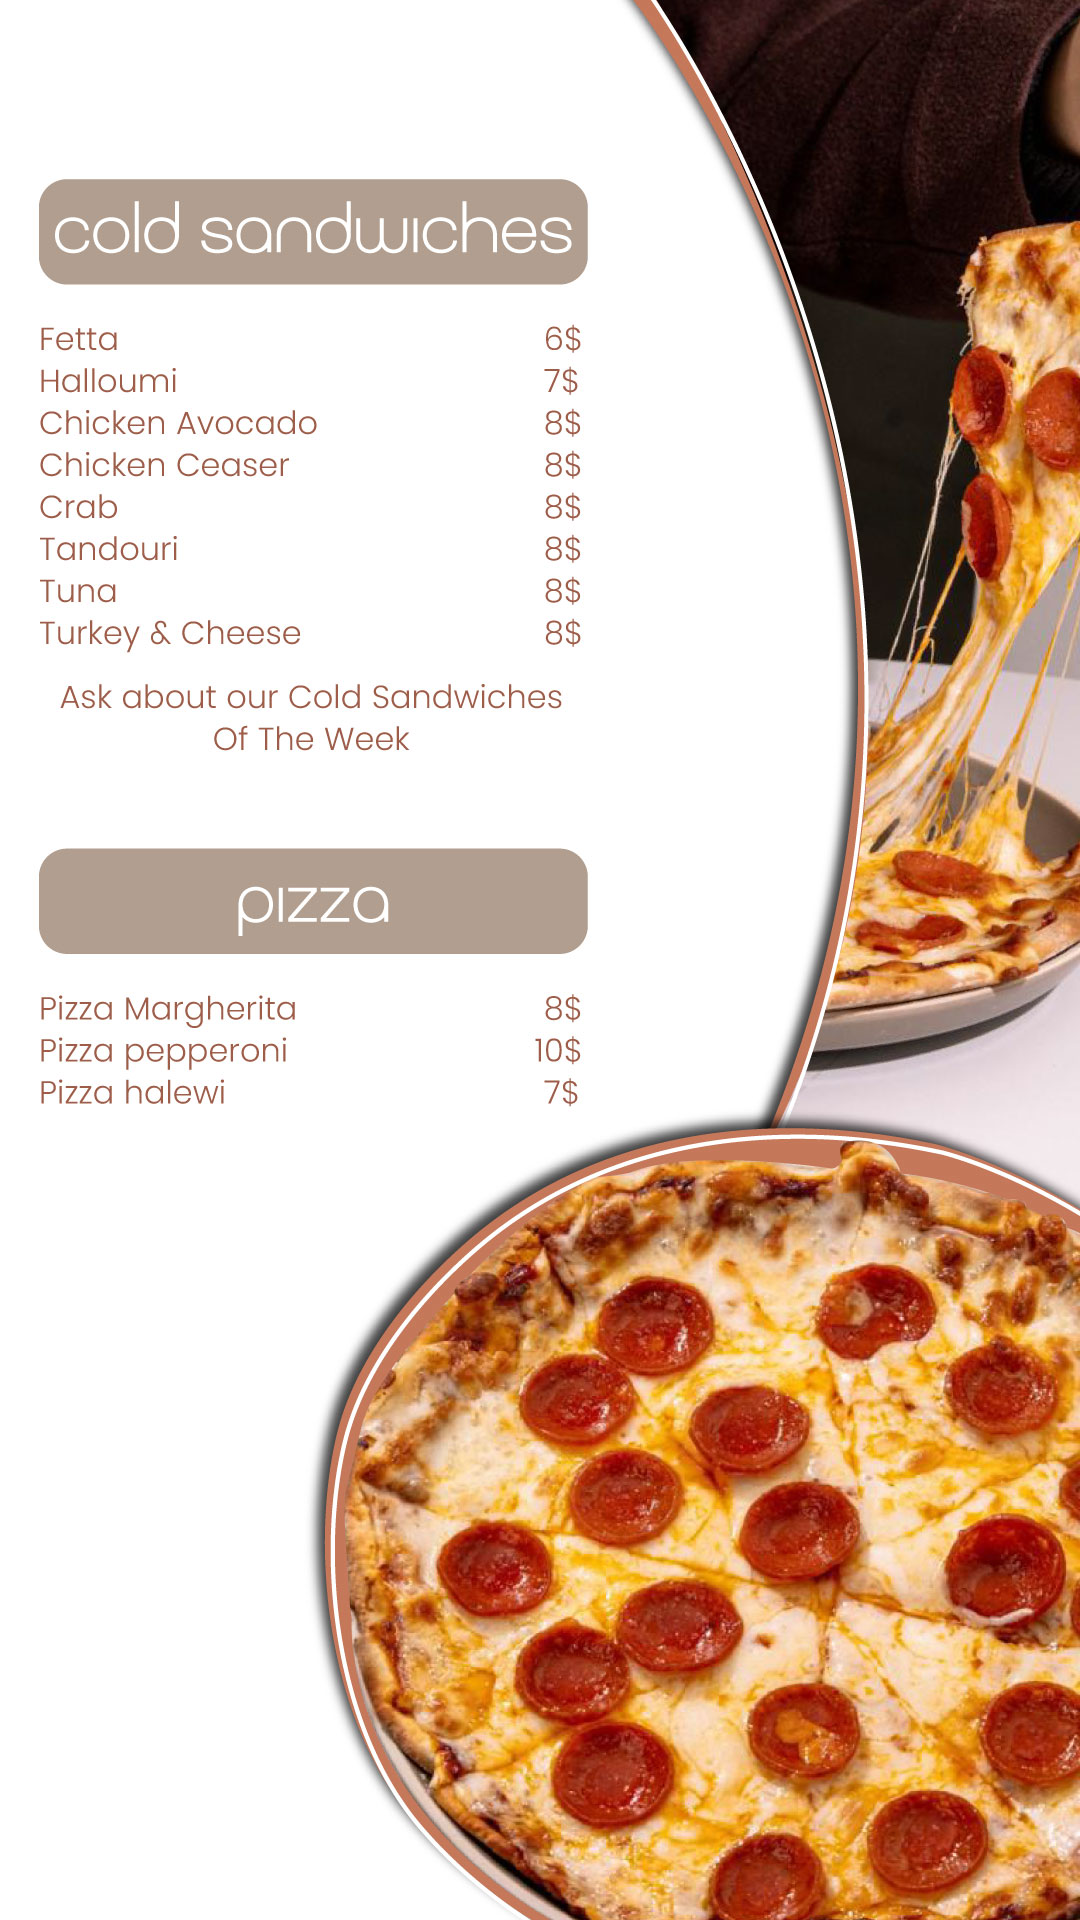 cold sandwiches
Fetta 6$
Halloumi 7$
Chicken Avocado 8$
Chicken Ceaser 8$
Crab 8$
Tandouri 8$
Tuna 8$
Turkey & Cheese 8$
Ask about our Cold Sandwiches
Of The Week
pizza
Pizza Margherita 8$
Pizza pepperoni 10$
Pizza halewi 7$